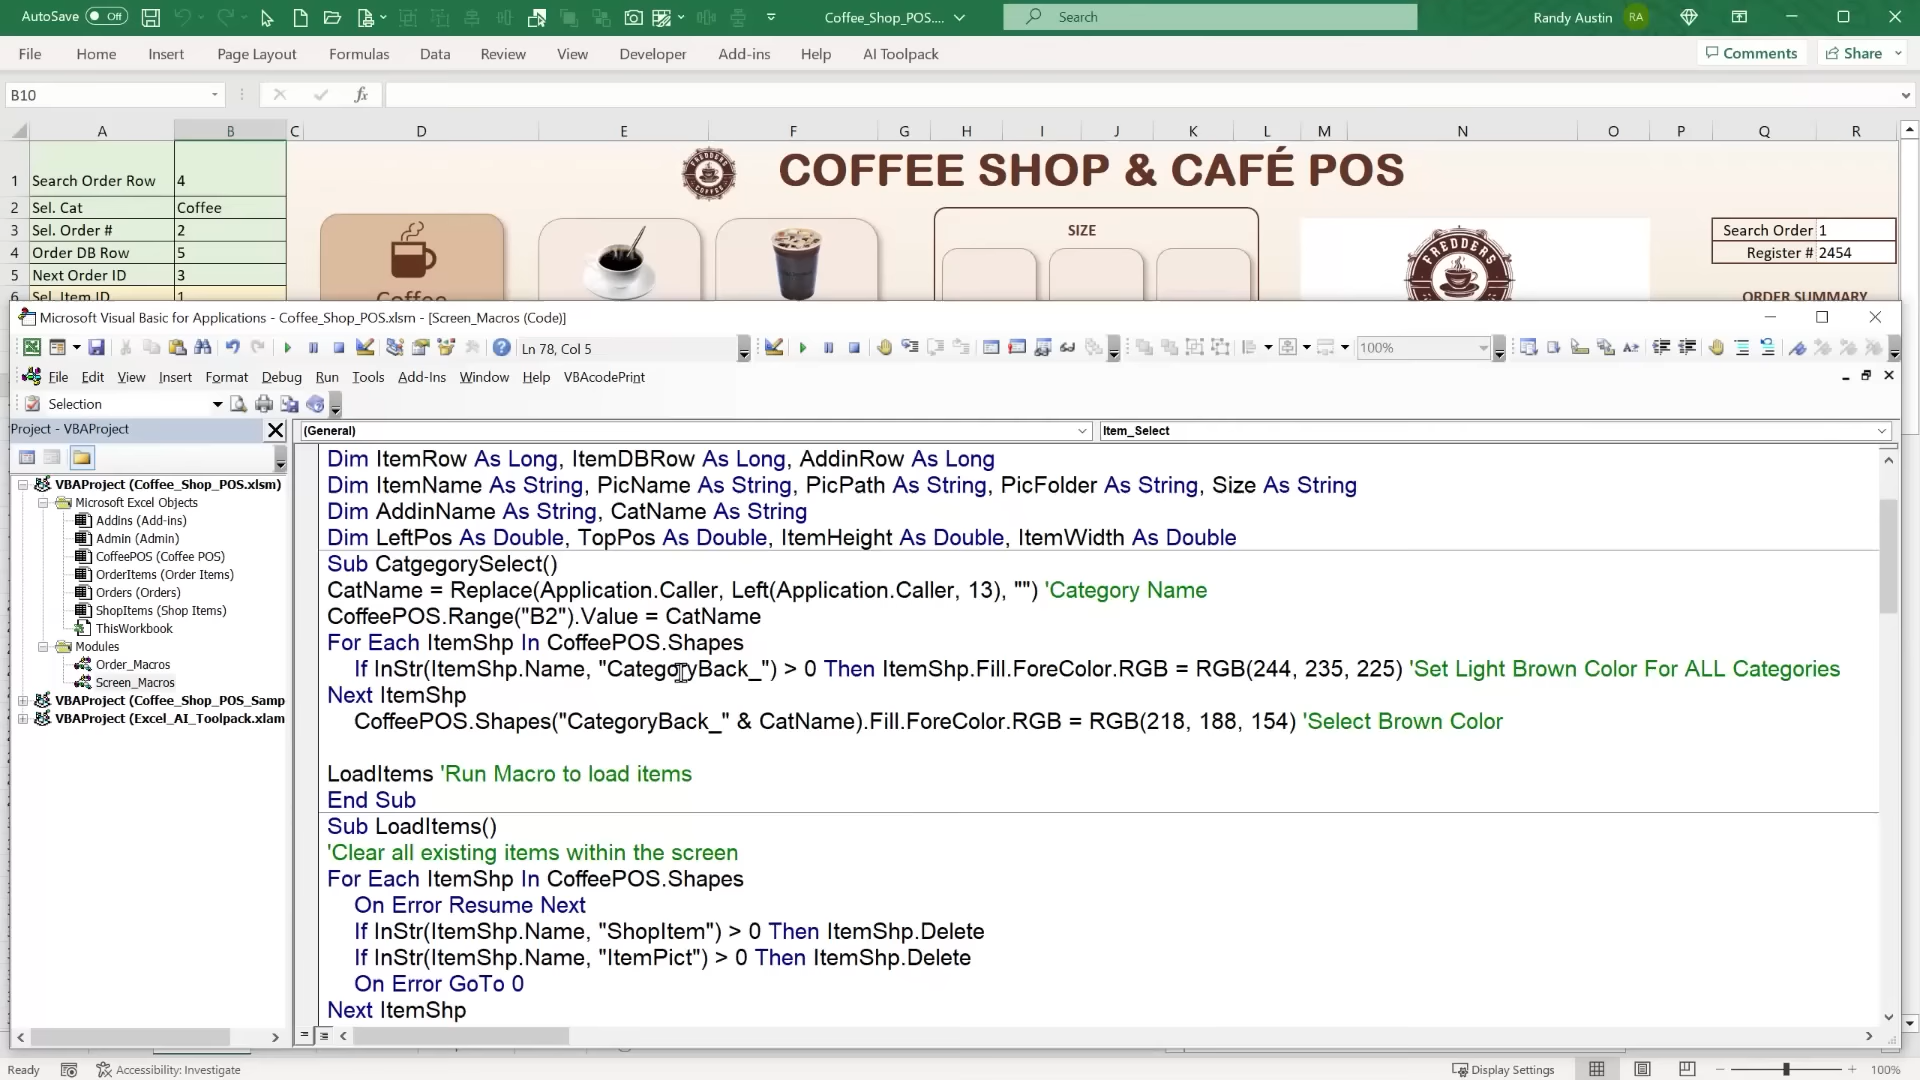 AutoSave Off Coffee_Shop_POS.... Search Randy Austin RA
File Home Insert Page Layout Formulas Data Review View Developer Add-ins Help AI Toolpack Comments Share
B10 fx
A B C D E F G H I J K L M N O P Q R
1 Search Order Row 4
2 Sel. Cat Coffee
3 Sel. Order # 2
4 Order DB Row 5
5 Next Order ID 3
6 Sel. Item ID 1
FREDDERS COFFEE
COFFEE SHOP & CAFÉ POS
Coffee
SIZE
FREDDERS
Search Order 1
Register # 2454
ORDER SUMMARY
Microsoft Visual Basic for Applications - Coffee_Shop_POS.xlsm - [Screen_Macros (Code)]
Ln 78, Col 5 100%
File Edit View Insert Format Debug Run Tools Add-Ins Window Help VBAcodePrint
Selection
Project - VBAProject
VBAProject (Coffee_Shop_POS.xlsm)
Microsoft Excel Objects
Addins (Add-ins)
Admin (Admin)
CoffeePOS (Coffee POS)
OrderItems (Order Items)
Orders (Orders)
ShopItems (Shop Items)
ThisWorkbook
Modules
Order_Macros
Screen_Macros
VBAProject (Coffee_Shop_POS_Samp
VBAProject (Excel_AI_Toolpack.xlam
(General) Item_Select
Dim ItemRow As Long, ItemDBRow As Long, AddinRow As Long
Dim ItemName As String, PicName As String, PicPath As String, PicFolder As String, Size As String
Dim AddinName As String, CatName As String
Dim LeftPos As Double, TopPos As Double, ItemHeight As Double, ItemWidth As Double
Sub CatgegorySelect()
CatName = Replace(Application.Caller, Left(Application.Caller, 13), "") 'Category Name
CoffeePOS.Range("B2").Value = CatName
For Each ItemShp In CoffeePOS.Shapes
If InStr(ItemShp.Name, "CategoryBack_") > 0 Then ItemShp.Fill.ForeColor.RGB = RGB(244, 235, 225) 'Set Light Brown Color For ALL Categories
Next ItemShp
CoffeePOS.Shapes("CategoryBack_" & CatName).Fill.ForeColor.RGB = RGB(218, 188, 154) 'Select Brown Color
LoadItems 'Run Macro to load items
End Sub
Sub LoadItems()
'Clear all existing items within the screen
For Each ItemShp In CoffeePOS.Shapes
On Error Resume Next
If InStr(ItemShp.Name, "ShopItem") > 0 Then ItemShp.Delete
If InStr(ItemShp.Name, "ItemPict") > 0 Then ItemShp.Delete
On Error GoTo 0
Next ItemShp
Ready Accessibility: Investigate Display Settings 100%